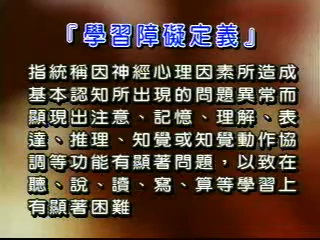 『學習障礙定義』
指統稱因神經心理因素所造成
基本認知所出現的問題異常而
顯現出注意、記憶、理解、表
達、推理、知覺或知覺動作協
調等功能有顯著問題，以致在
聽、說、讀、寫、算等學習上
有顯著困難